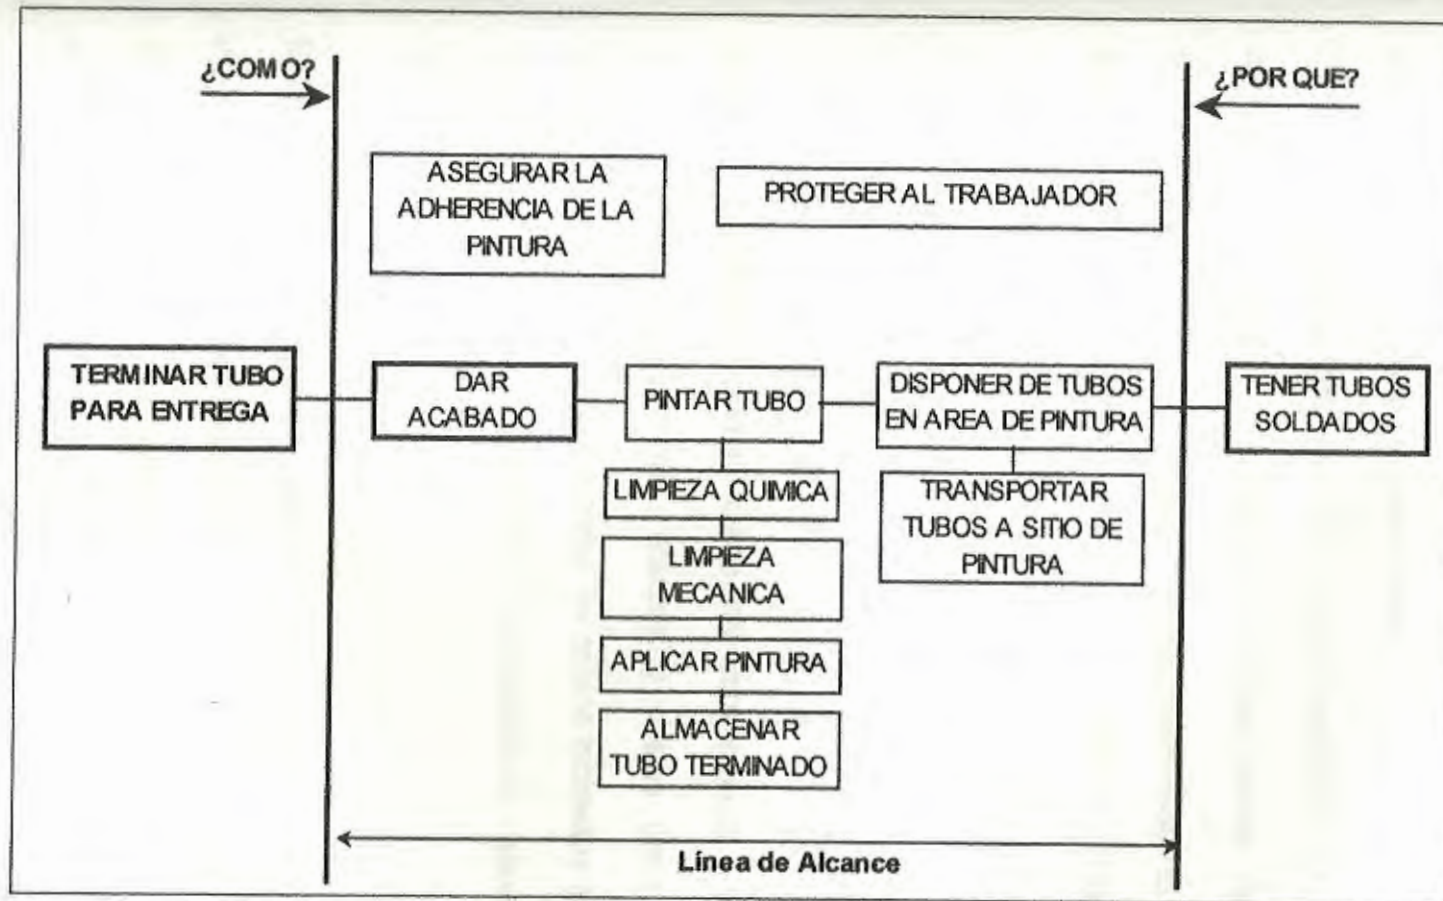 ¿COMO?
¿POR QUE?
ASEGURAR LA
ADHERENCIA DE LA
PINTURA
PROTEGER AL TRABAJADOR
TERMINAR TUBO
PARA ENTREGA
DAR
ACABADO
PINTAR TUBO
DISPONER DE TUBOS
EN AREA DE PINTURA
TENER TUBOS
SOLDADOS
LIMPIEZA QUIMICA
LIMPIEZA
MECANICA
APLICAR PINTURA
ALMACENAR
TUBO TERMINADO
TRANSPORTAR
TUBOS A SITIO DE
PINTURA
Línea de Alcance